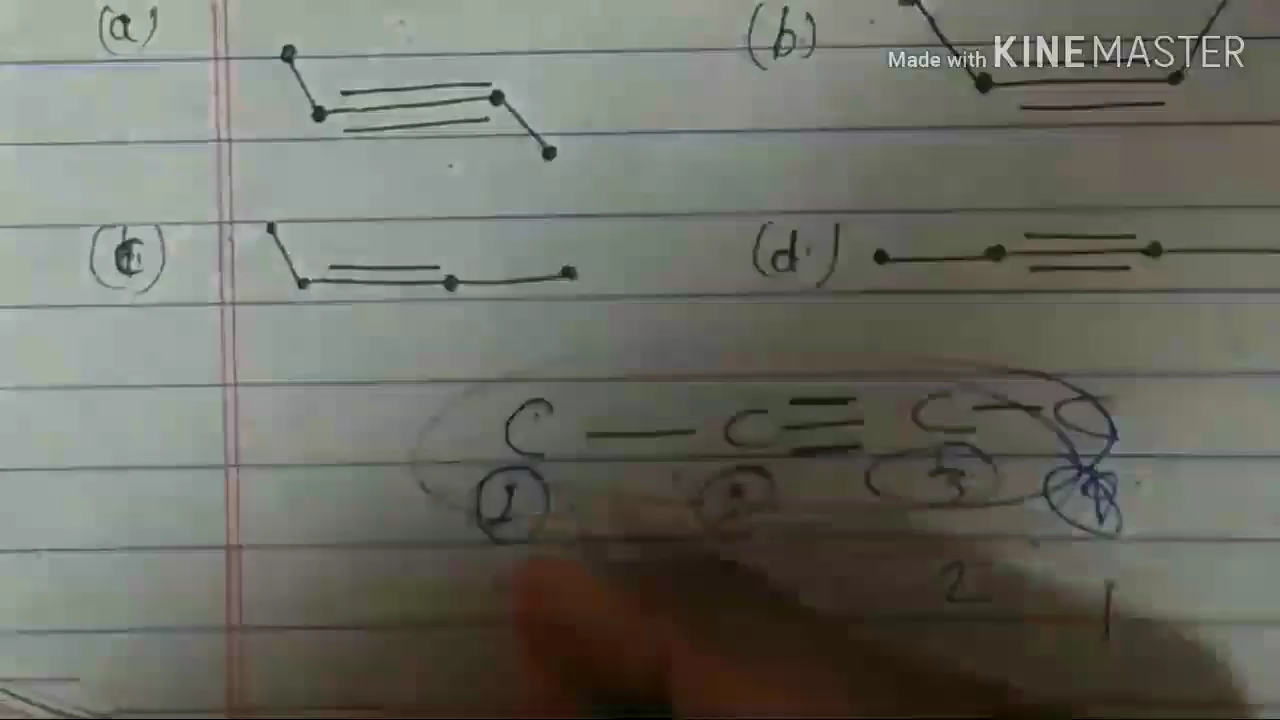 (a) (b)
Made with KINEMASTER
(c) (d.)
C — C ≡ C — C
1 2 3 4
2 1